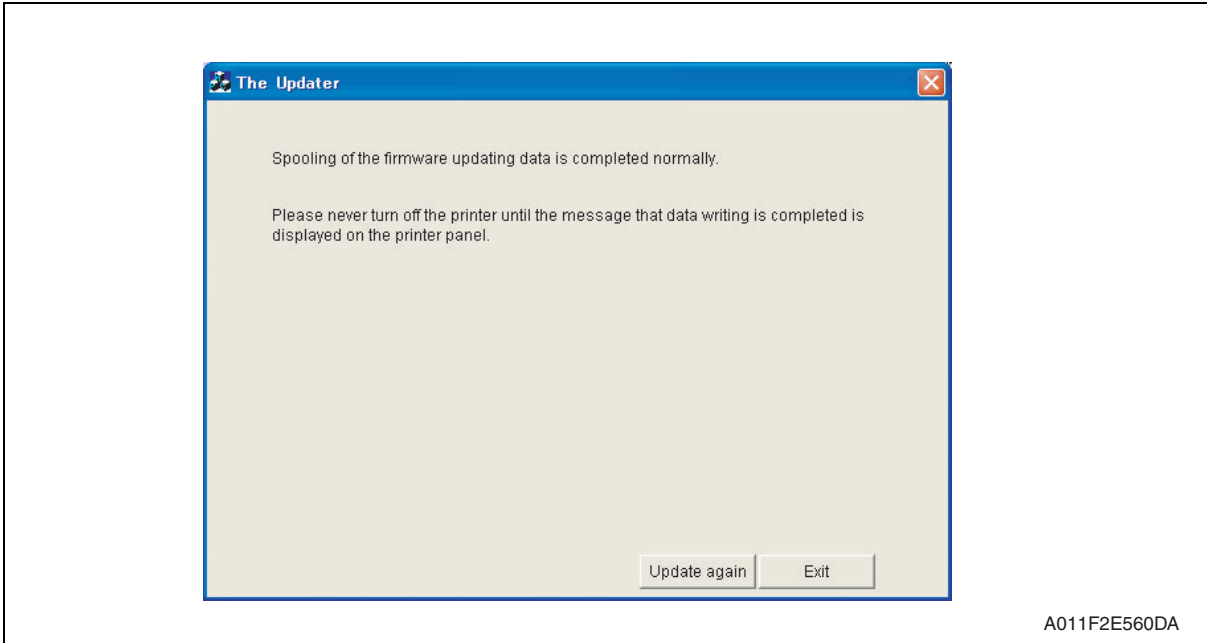 The Updater
Spooling of the firmware updating data is completed normally.
Please never turn off the printer until the message that data writing is completed is
displayed on the printer panel.
Update again
Exit
A011F2E560DA